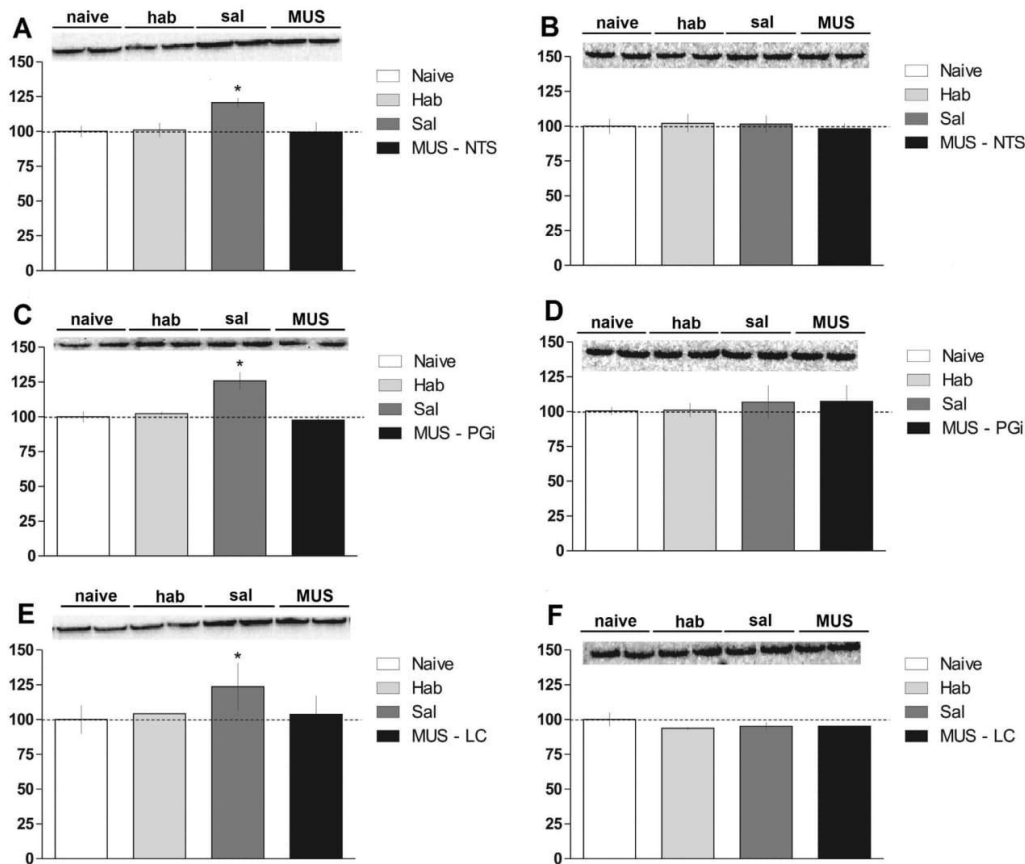 A
naive hab sal MUS
150
125
100
75
50
25
0
*
Naive
Hab
Sal
MUS - NTS
B
naive hab sal MUS
150
125
100
75
50
25
0
Naive
Hab
Sal
MUS - NTS
C
naive hab sal MUS
150
125
100
75
50
25
0
*
Naive
Hab
Sal
MUS - PGi
D
naive hab sal MUS
150
125
100
75
50
25
0
Naive
Hab
Sal
MUS - PGi
E
naive hab sal MUS
150
125
100
75
50
25
0
*
Naive
Hab
Sal
MUS - LC
F
naive hab sal MUS
150
125
100
75
50
25
0
Naive
Hab
Sal
MUS - LC